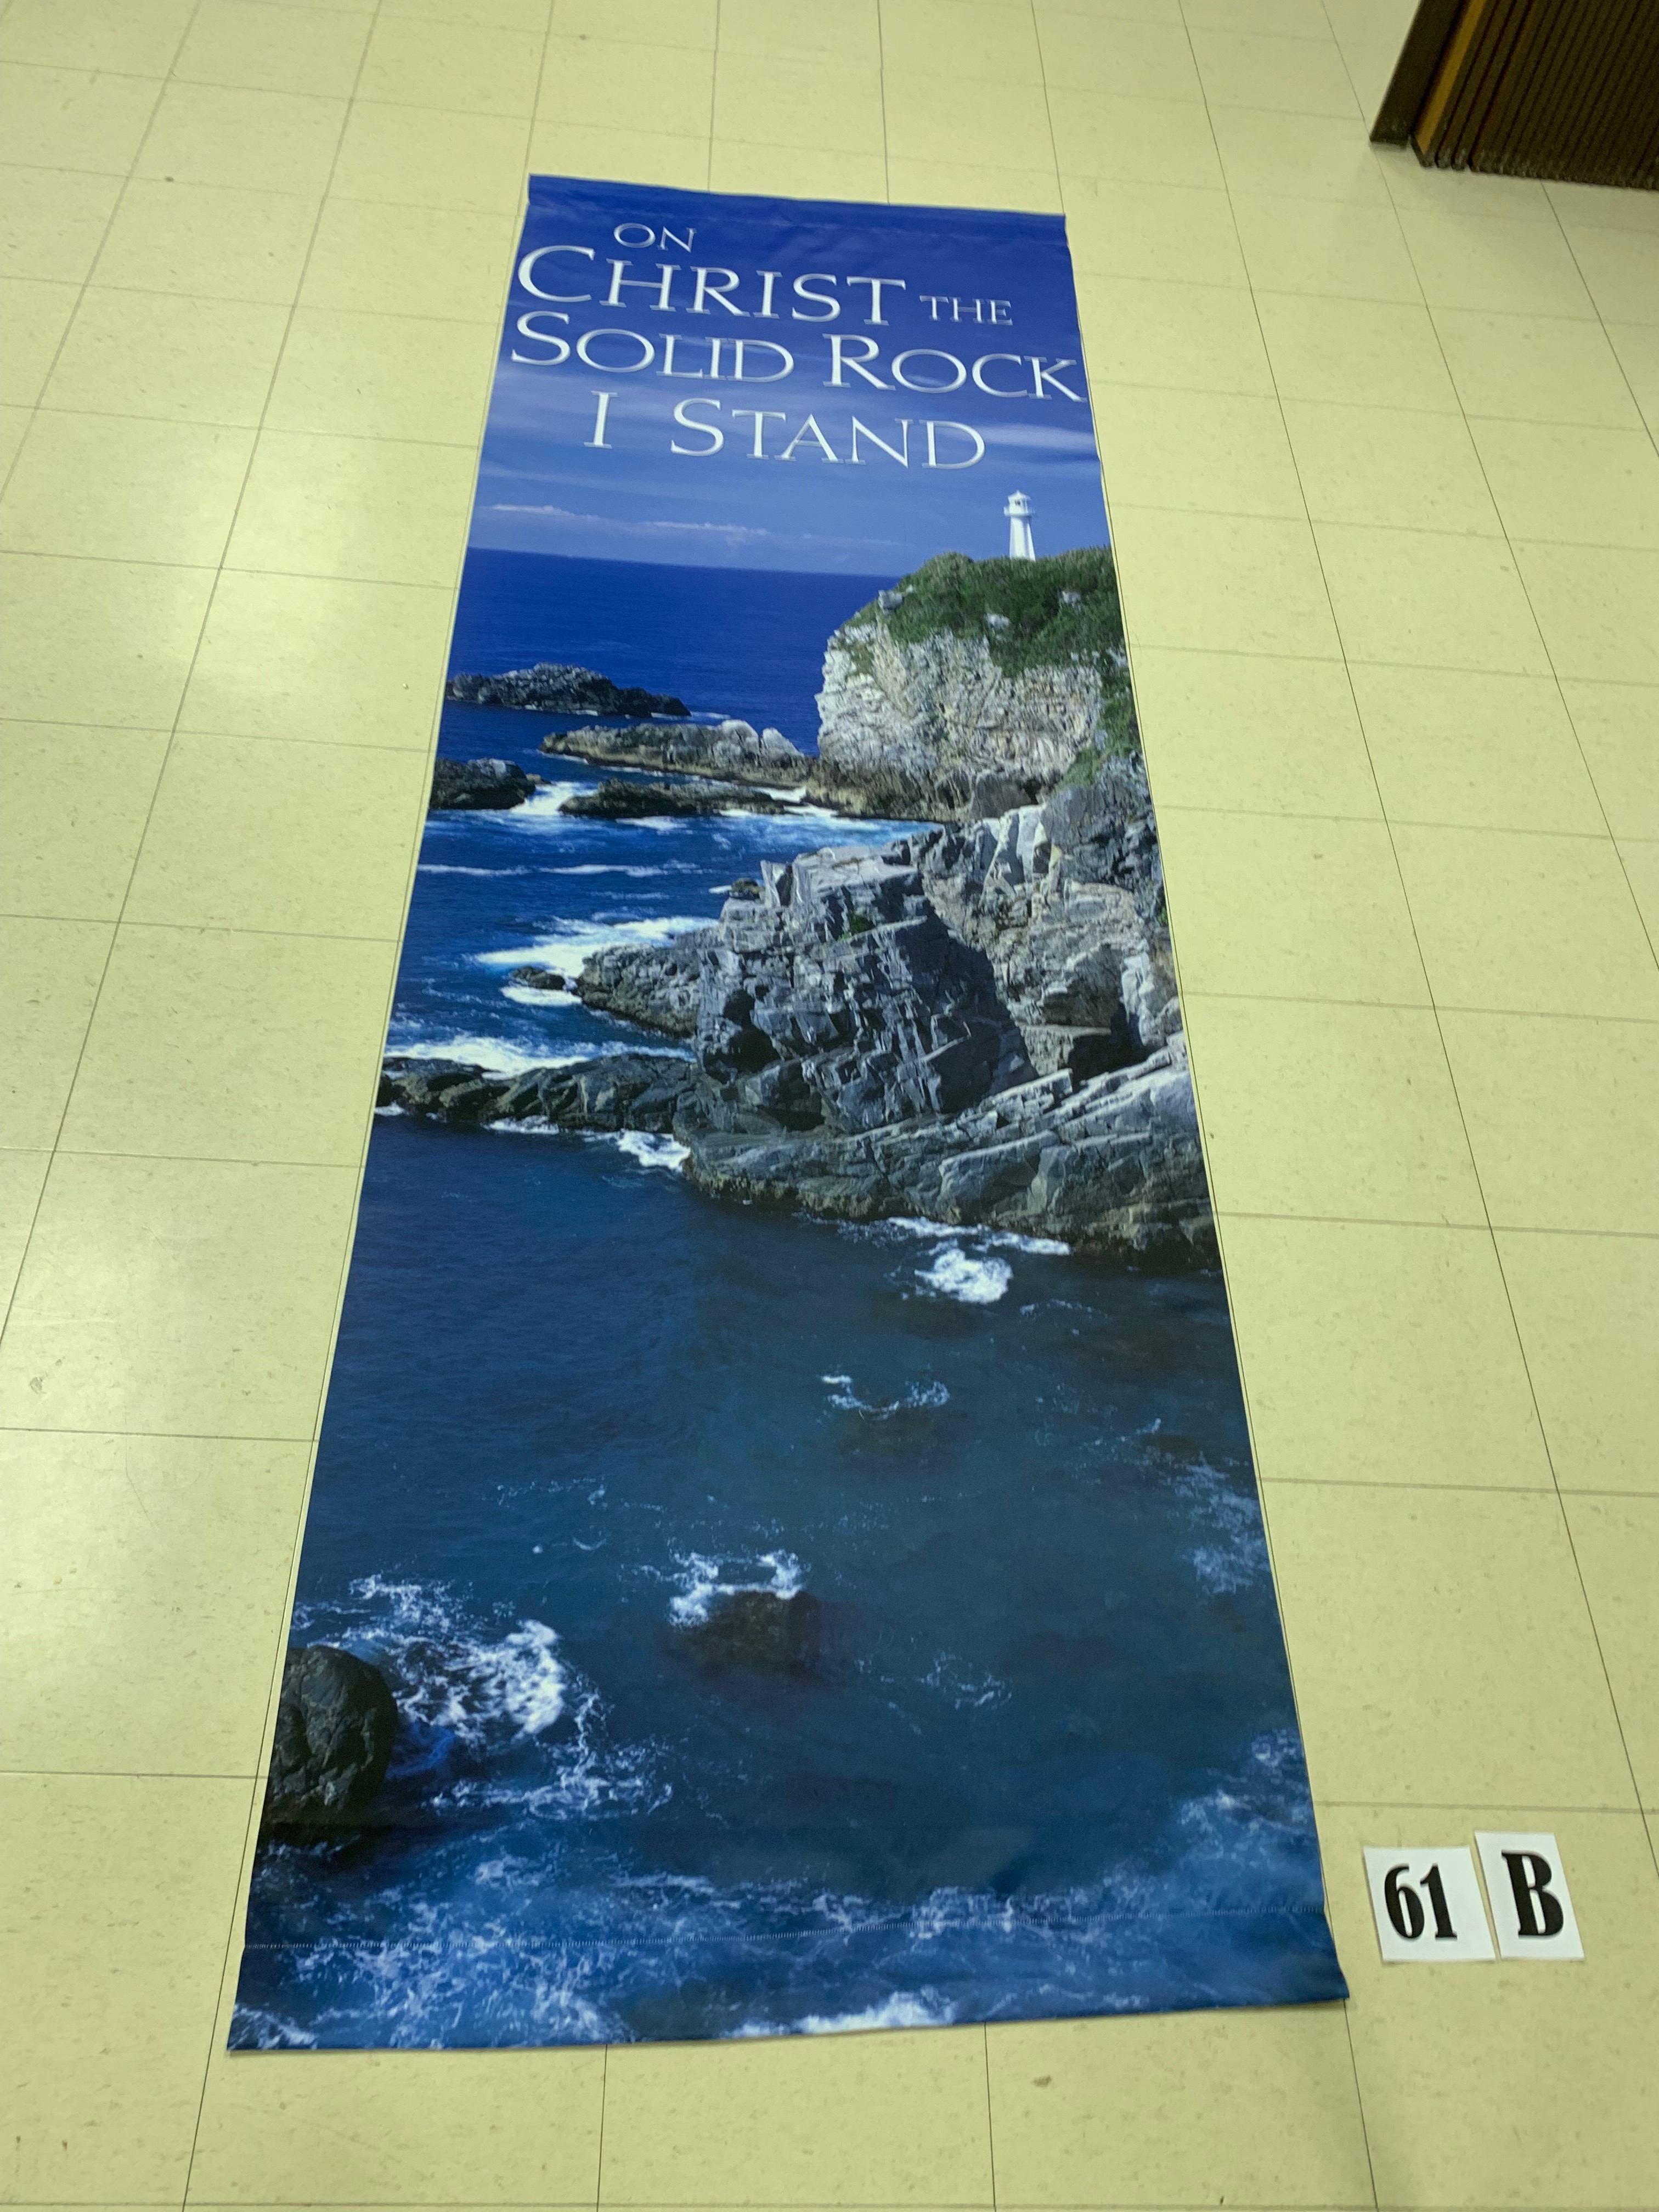 ON
CHRIST THE
SOLID ROCK
I STAND
61 B